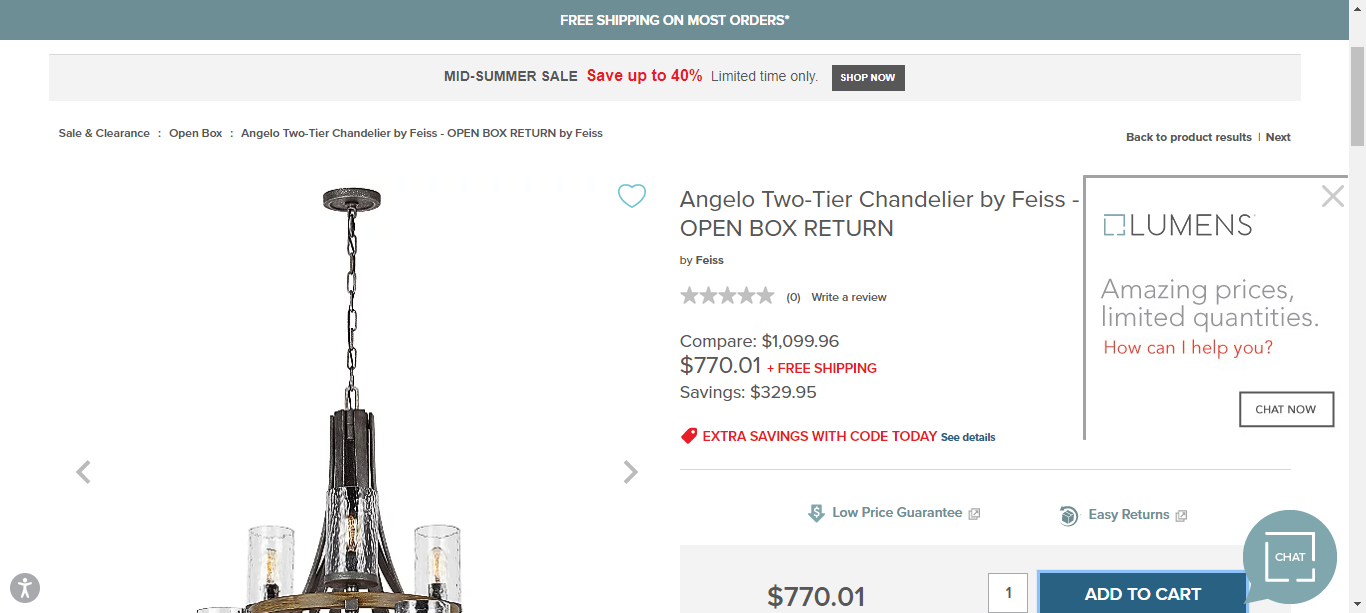 FREE SHIPPING ON MOST ORDERS*
MID-SUMMER SALE Save up to 40% Limited time only. SHOP NOW
Sale & Clearance : Open Box : Angelo Two-Tier Chandelier by Feiss - OPEN BOX RETURN by Feiss
Back to product results | Next
Angelo Two-Tier Chandelier by Feiss -
OPEN BOX RETURN
by Feiss
(0) Write a review
Compare: $1,099.96
$770.01 + FREE SHIPPING
Savings: $329.95
EXTRA SAVINGS WITH CODE TODAY See details
LUMENS
Amazing prices,
limited quantities.
How can I help you?
CHAT NOW
Low Price Guarantee
Easy Returns
$770.01
1
ADD TO CART
CHAT